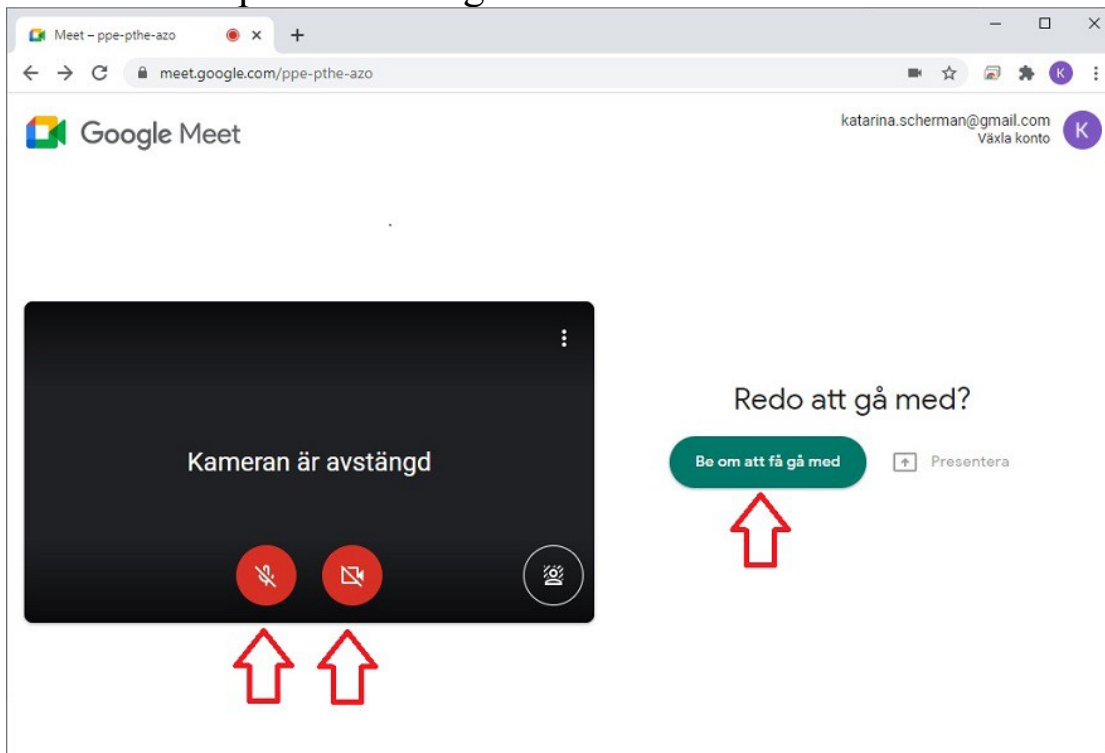 Meet – ppe-pthe-azo
meet.google.com/ppe-pthe-azo
K
Google Meet
katarina.scherman@gmail.com
Växla konto
K
Kameran är avstängd
Redo att gå med?
Be om att få gå med
Presentera